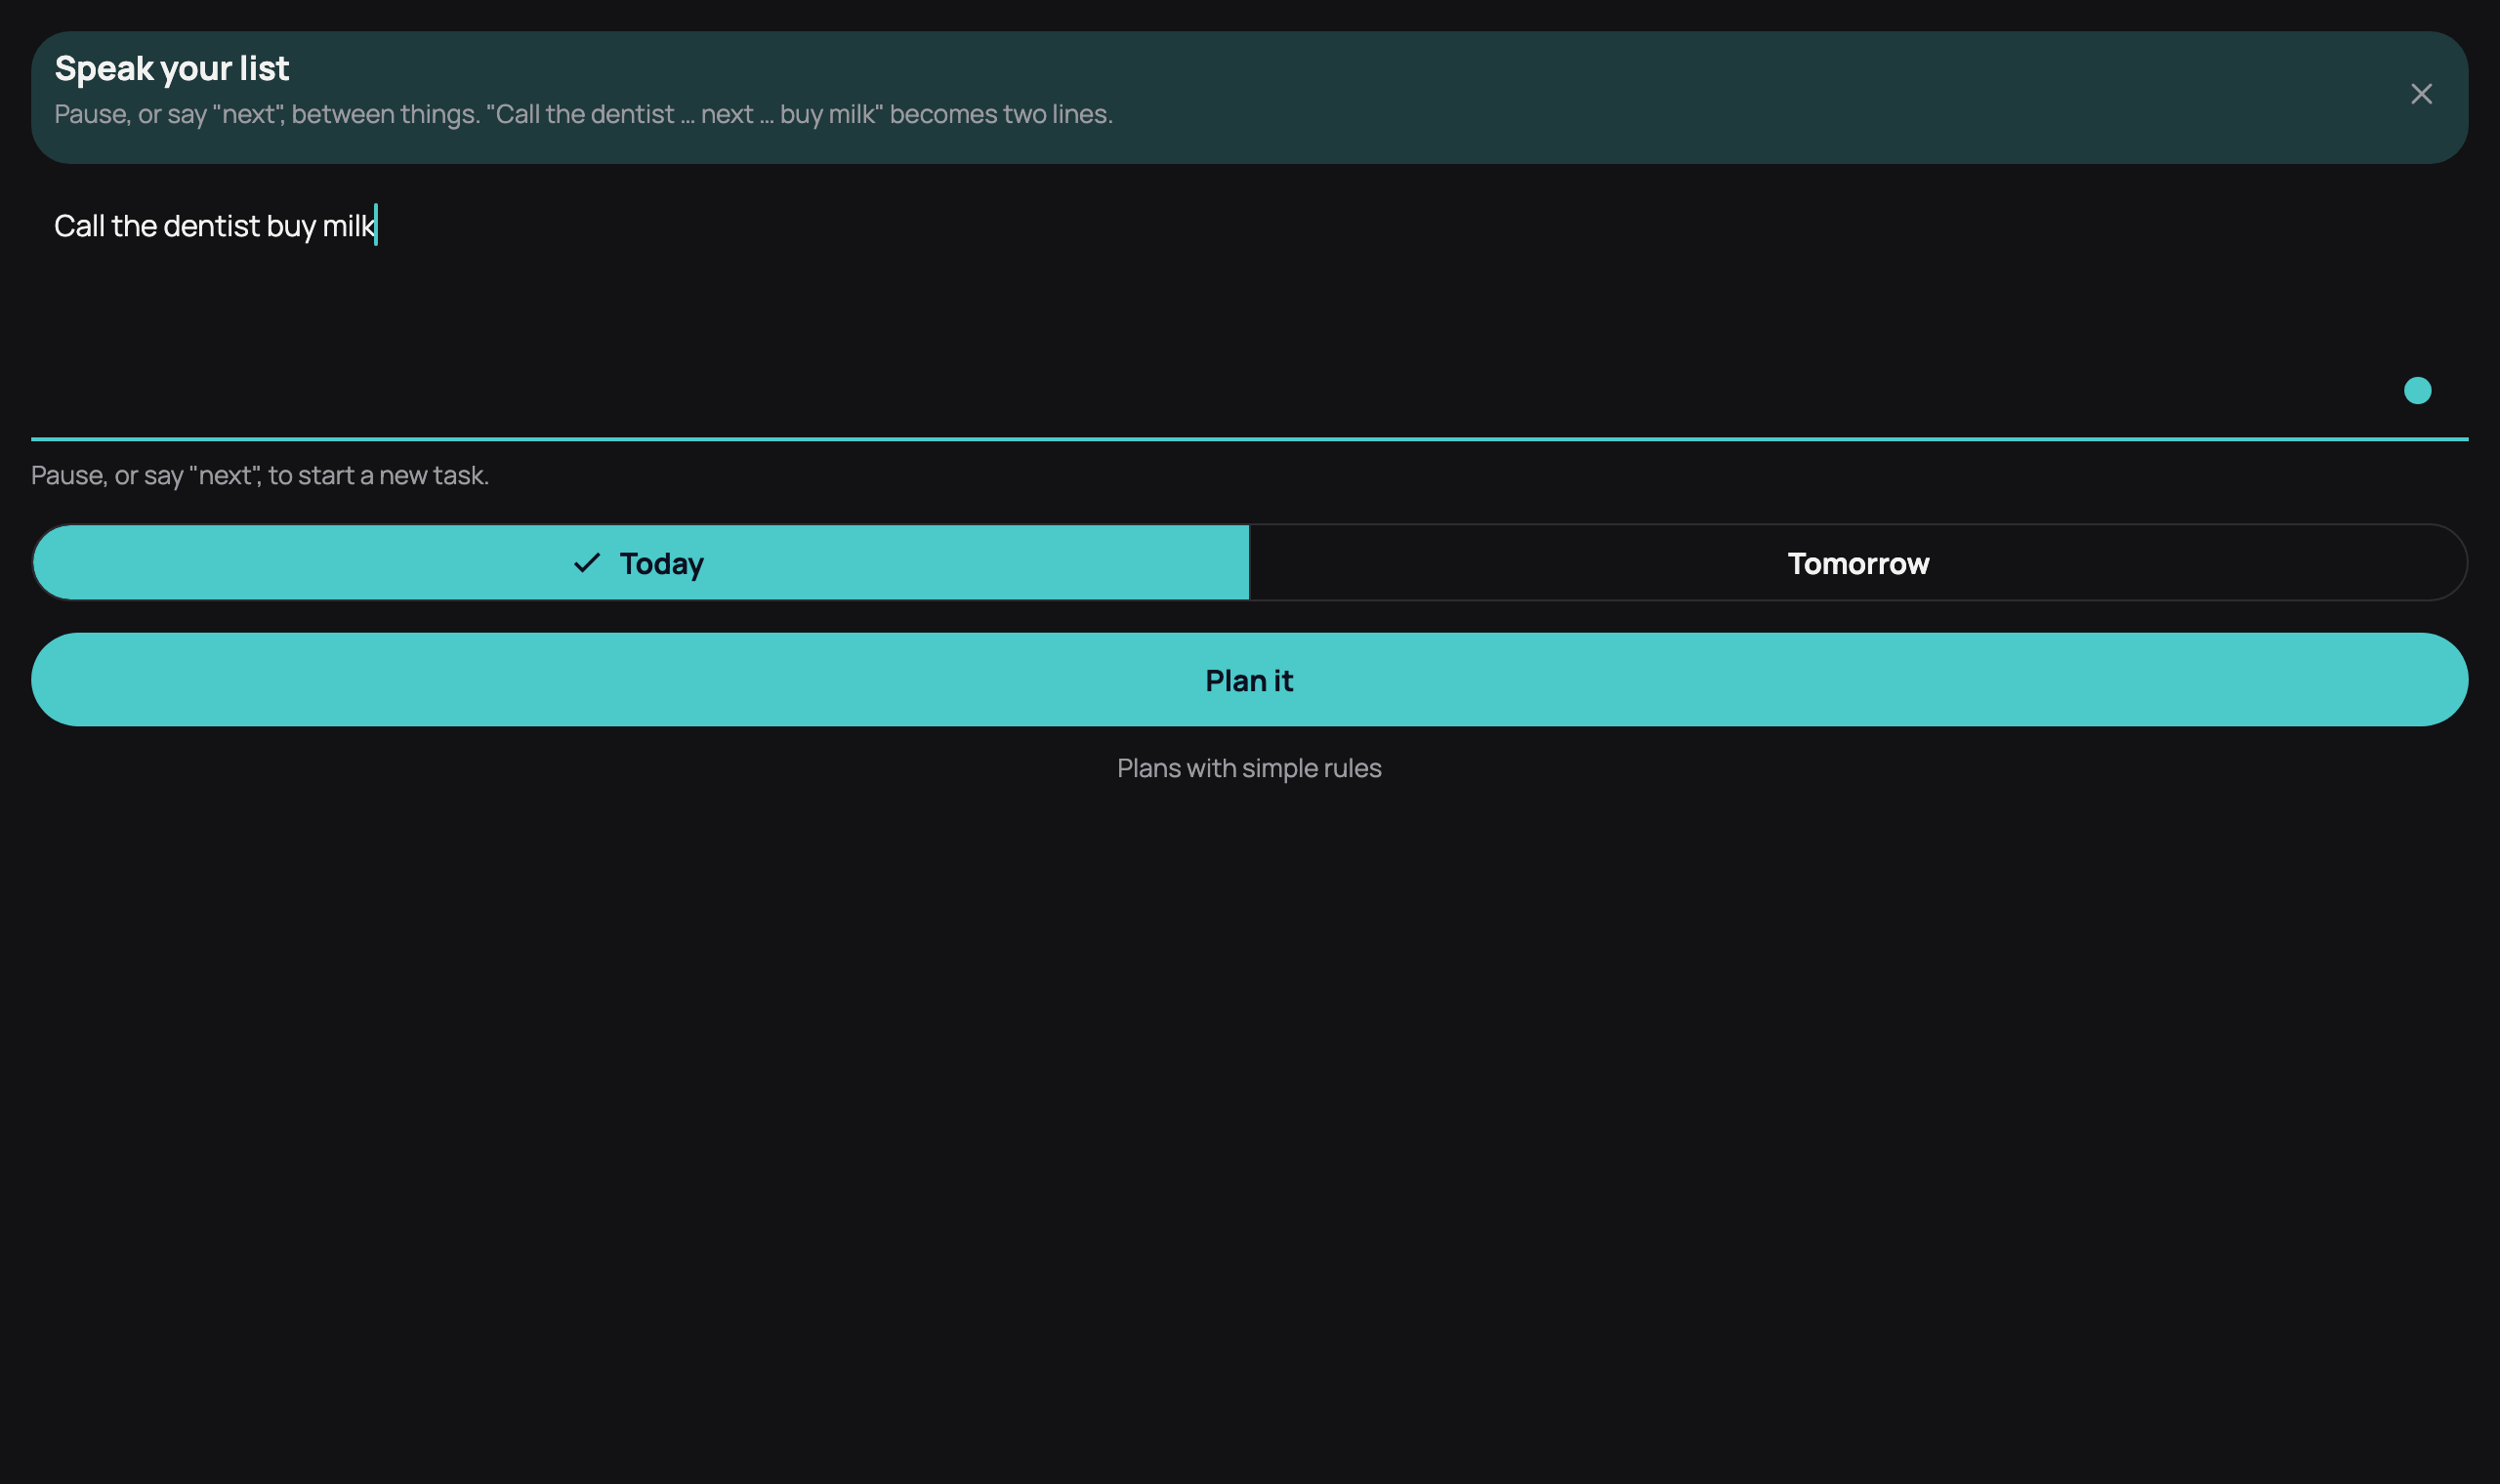 Speak your list
Pause, or say "next", between things. "Call the dentist ... next ... buy milk" becomes two lines.
Call the dentist buy milk
Pause, or say "next", to start a new task.
Today
Tomorrow
Plan it
Plans with simple rules